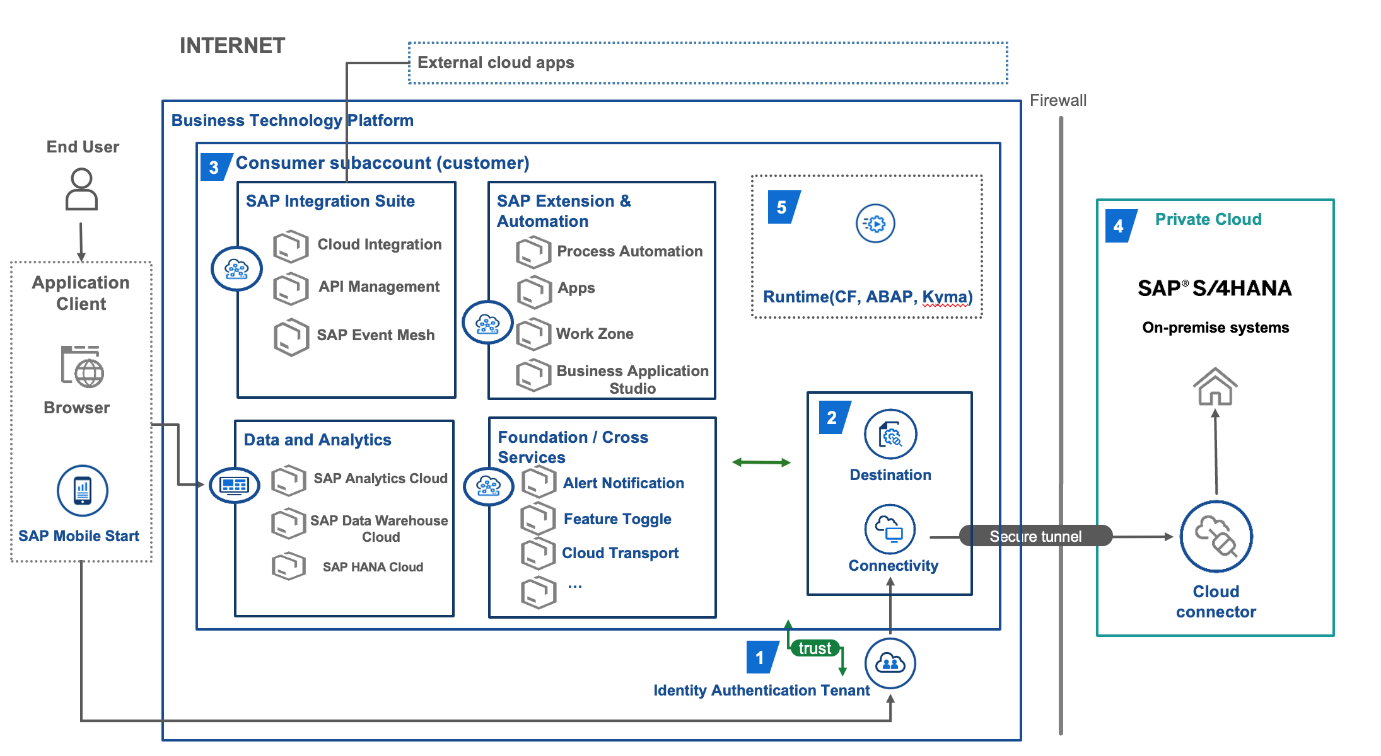 INTERNET
External cloud apps
Firewall
Business Technology Platform
End User
3
Consumer subaccount (customer)
SAP Integration Suite
Cloud Integration
API Management
SAP Event Mesh
SAP Extension &
Automation
Process Automation
Apps
Work Zone
Business Application
Studio
5
Runtime(CF, ABAP, Kyma)
4
Private Cloud
SAP® S/4HANA
On-premise systems
Application
Client
Browser
SAP Mobile Start
Data and Analytics
SAP Analytics Cloud
SAP Data Warehouse
Cloud
SAP HANA Cloud
Foundation / Cross
Services
Alert Notification
Feature Toggle
Cloud Transport
...
2
Destination
Connectivity
Secure tunnel
Cloud
connector
1
trust
Identity Authentication Tenant